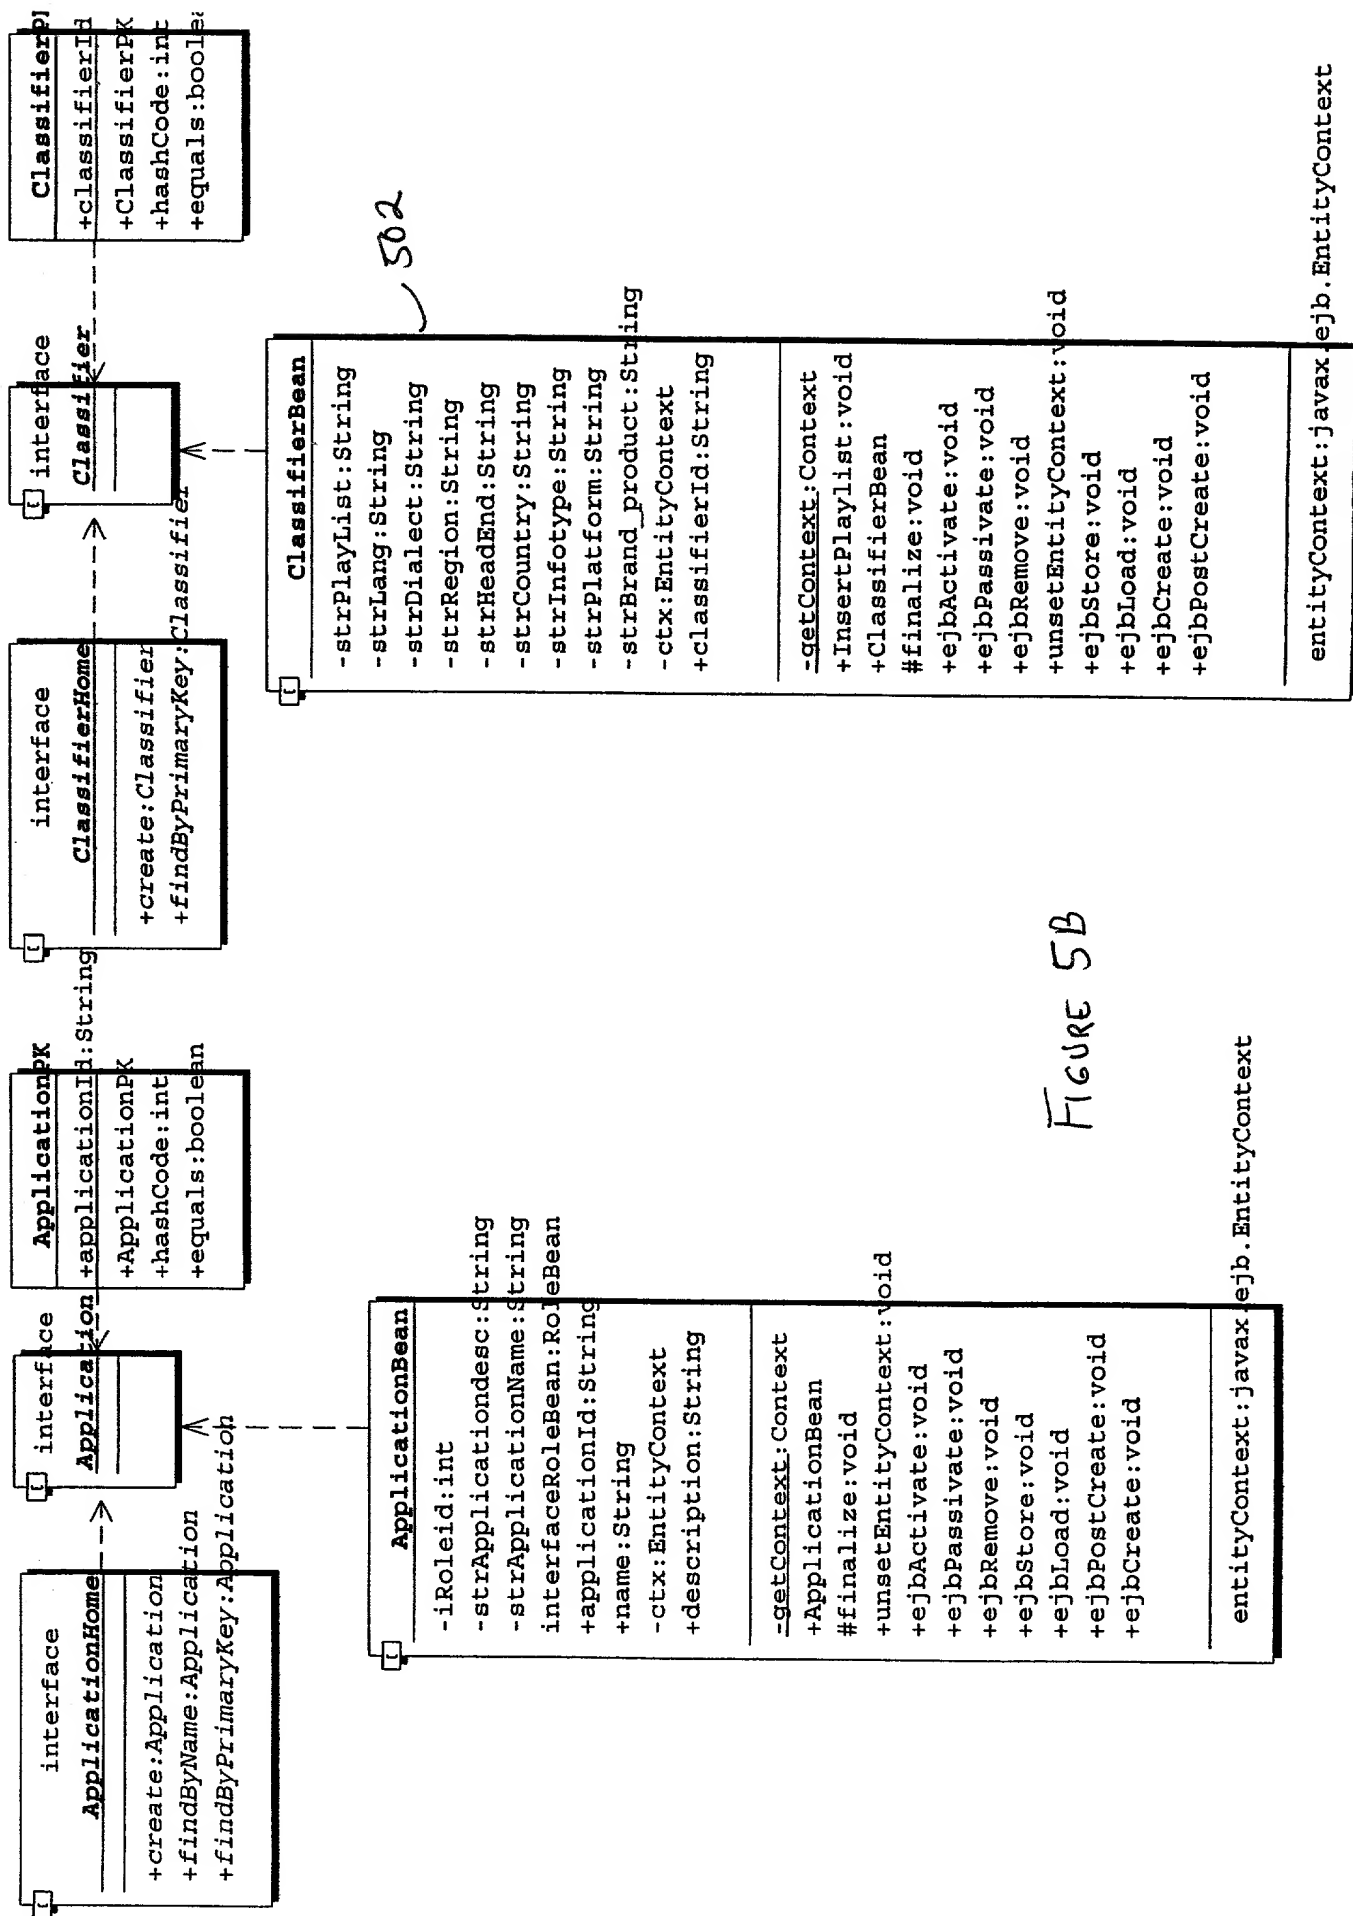 interface
ApplicationHome
+create:Application
+findByName:Application
+findByPrimaryKey:Application
interface
Application
ApplicationPK
+applicationId:String
+ApplicationPK
+hashCode:int
+equals:boolean
interface
ClassifierHome
+create:Classifier
+findByPrimaryKey:Classifier
interface
Classifier
+classifierId
+ClassifierPK
+hashCode:int
ApplicationBean
-iRoleid:int
-strApplicationdesc:String
-strApplicationName:String
interfaceRoleBean:RoleBean
+applicationId:String
+name:String
-ctx:EntityContext
+description:String
-getContext:Context
+ApplicationBean
#finalize:void
+unsetEntityContext:void
+ejbActivate:void
+ejbPassivate:void
+ejbRemove:void
+ejbStore:void
+ejbLoad:void
+ejbPostCreate:void
+ejbCreate:void
entityContext:javax.ejb.EntityContext
ClassifierBean
-strPlayList:String
-strLang:String
-strDialect:String
-strRegion:String
-strHeadEnd:String
-strCountry:String
-strInfotype:String
-strPlatform:String
-strBrand_product:String
-ctx:EntityContext
+classifierId:String
-getContext:Context
+InsertPlaylist:void
+ClassifierBean
#finalize:void
+ejbActivate:void
+ejbPassivate:void
+ejbRemove:void
+unsetEntityContext:void
+ejbStore:void
+ejbLoad:void
+ejbCreate:void
+ejbPostCreate:void
entityContext:javax.ejb.EntityContext
502
FIGURE 5B